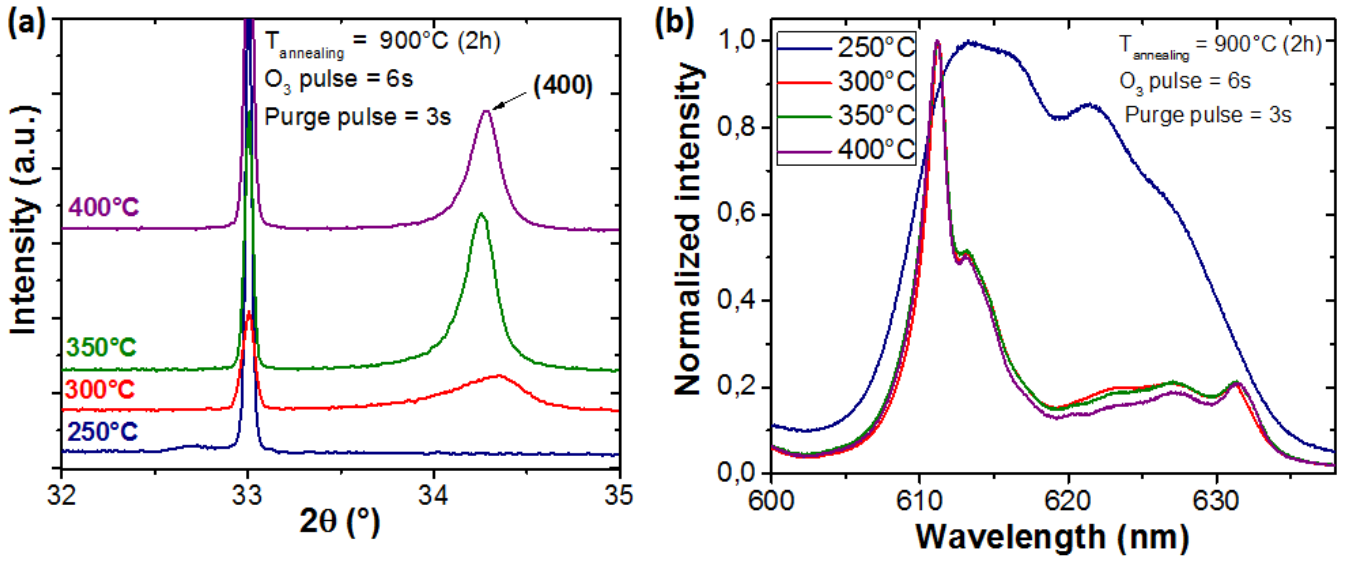 (a)
T annealing = 900°C (2h)
O3 pulse = 6s
Purge pulse = 3s
(400)
400°C
350°C
300°C
250°C
Intensity (a.u.)
32 33 34 35
2θ (°)
(b)
250°C
300°C
350°C
400°C
Tannealing = 900°C (2h)
O3 pulse = 6s
Purge pulse = 3s
1,0
0,8
0,6
0,4
0,2
0,0
Normalized intensity
600 610 620 630
Wavelength (nm)